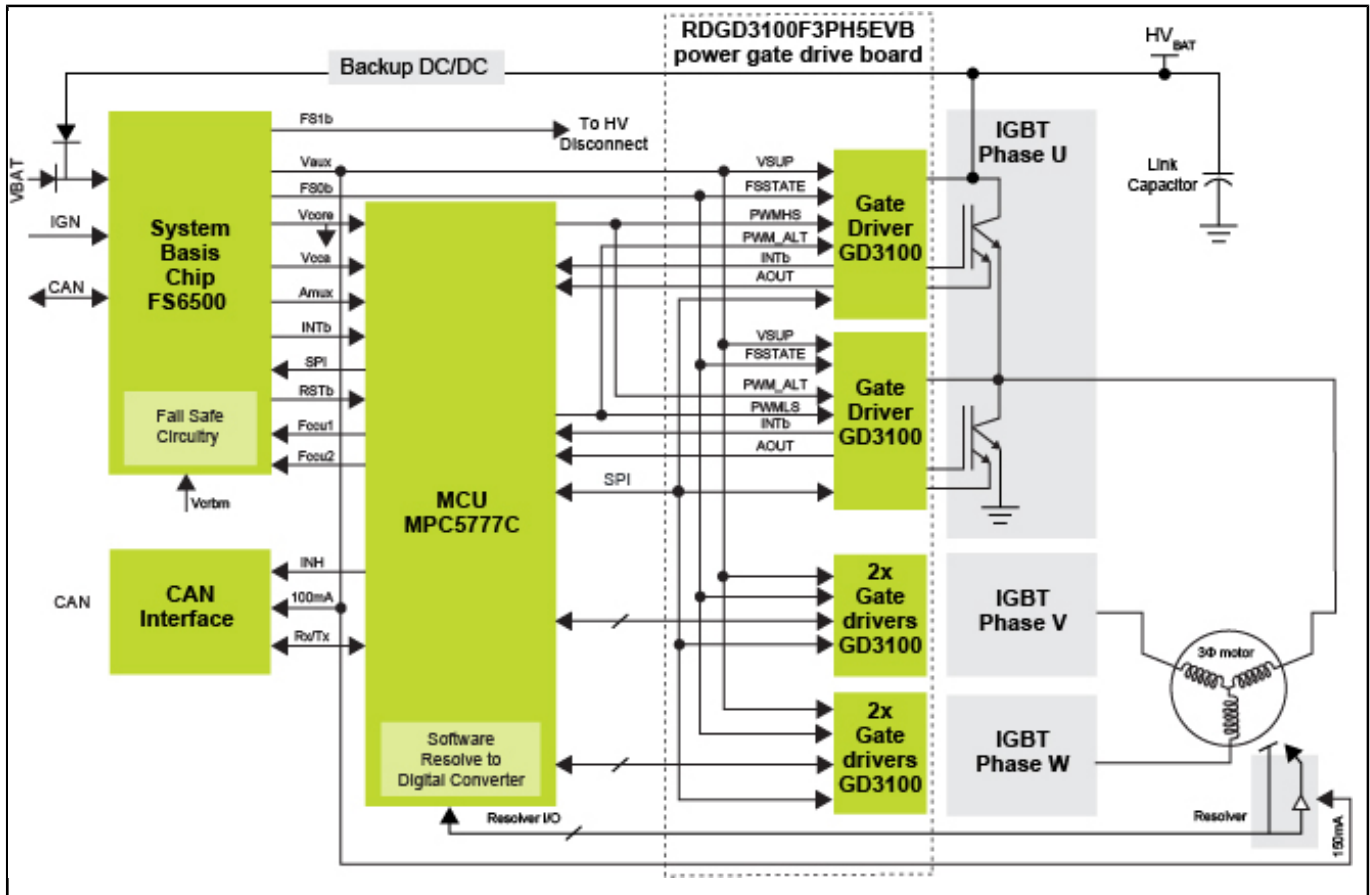 RDGD3100F3PH5EVB
power gate drive board
HV BAT
Backup DC/DC
FS1b
To HV
Disconnect
VBAT
IGN
CAN
System
Basis
Chip
FS6500
Fail Safe
Circuitry
Vcrbm
Vaux
FS0b
Vcore
Vcca
Amux
INTb
SPI
RSTb
Fccu1
Fccu2
MCU
MPC5777C
Software
Resolve to
Digital Converter
CAN
CAN
Interface
INH
100mA
Rx/Tx
VSUP
FSSTATE
PWMHS
PWM_ALT
INTb
AOUT
Gate
Driver
GD3100
VSUP
FSSTATE
PWM_ALT
PWMLS
INTb
AOUT
SPI
Gate
Driver
GD3100
2x
Gate
drivers
GD3100
2x
Gate
drivers
GD3100
IGBT
Phase U
Link
Capacitor
IGBT
Phase V
IGBT
Phase W
3Φ motor
Resolver
150mA
Resolver I/O